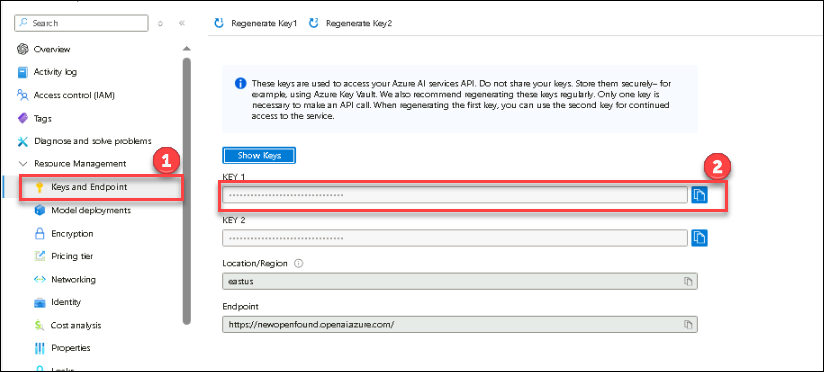 Search
Regenerate Key1
Regenerate Key2
Overview
Activity log
Access control (IAM)
Tags
Diagnose and solve problems
Resource Management
1
Keys and Endpoint
Model deployments
Encryption
Pricing tier
Networking
Identity
Cost analysis
Properties
These keys are used to access your Azure AI services API. Do not share your keys. Store them securely– for
example, using Azure Key Vault. We also recommend regenerating these keys regularly. Only one key is
necessary to make an API call. When regenerating the first key, you can use the second key for continued
access to the service.
Show Keys
2
KEY 1
KEY 2
Location/Region
eastus
Endpoint
https://newopenfound.openai.azure.com/